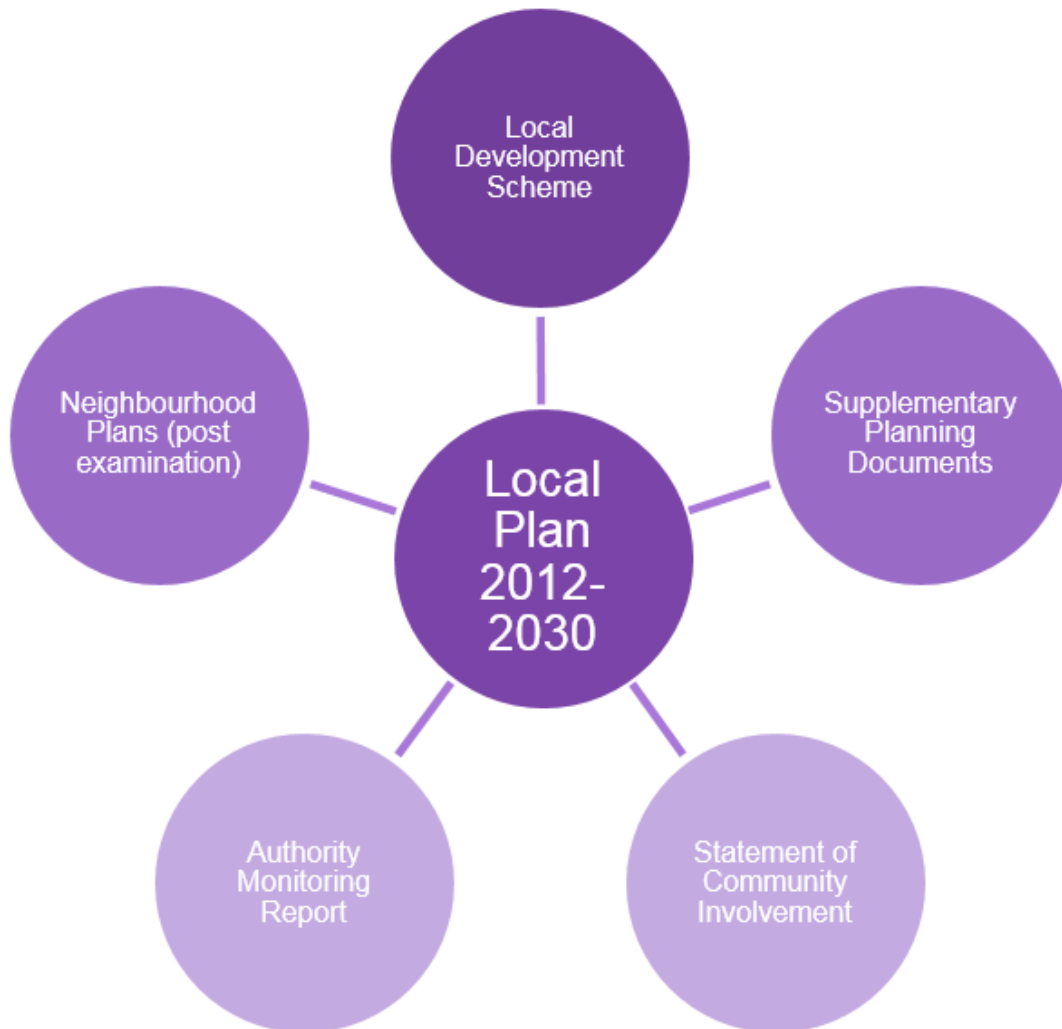 Local
Development
Scheme
Neighbourhood
Plans (post
examination)
Supplementary
Planning
Documents
Local
Plan
2012-
2030
Authority
Monitoring
Report
Statement of
Community
Involvement